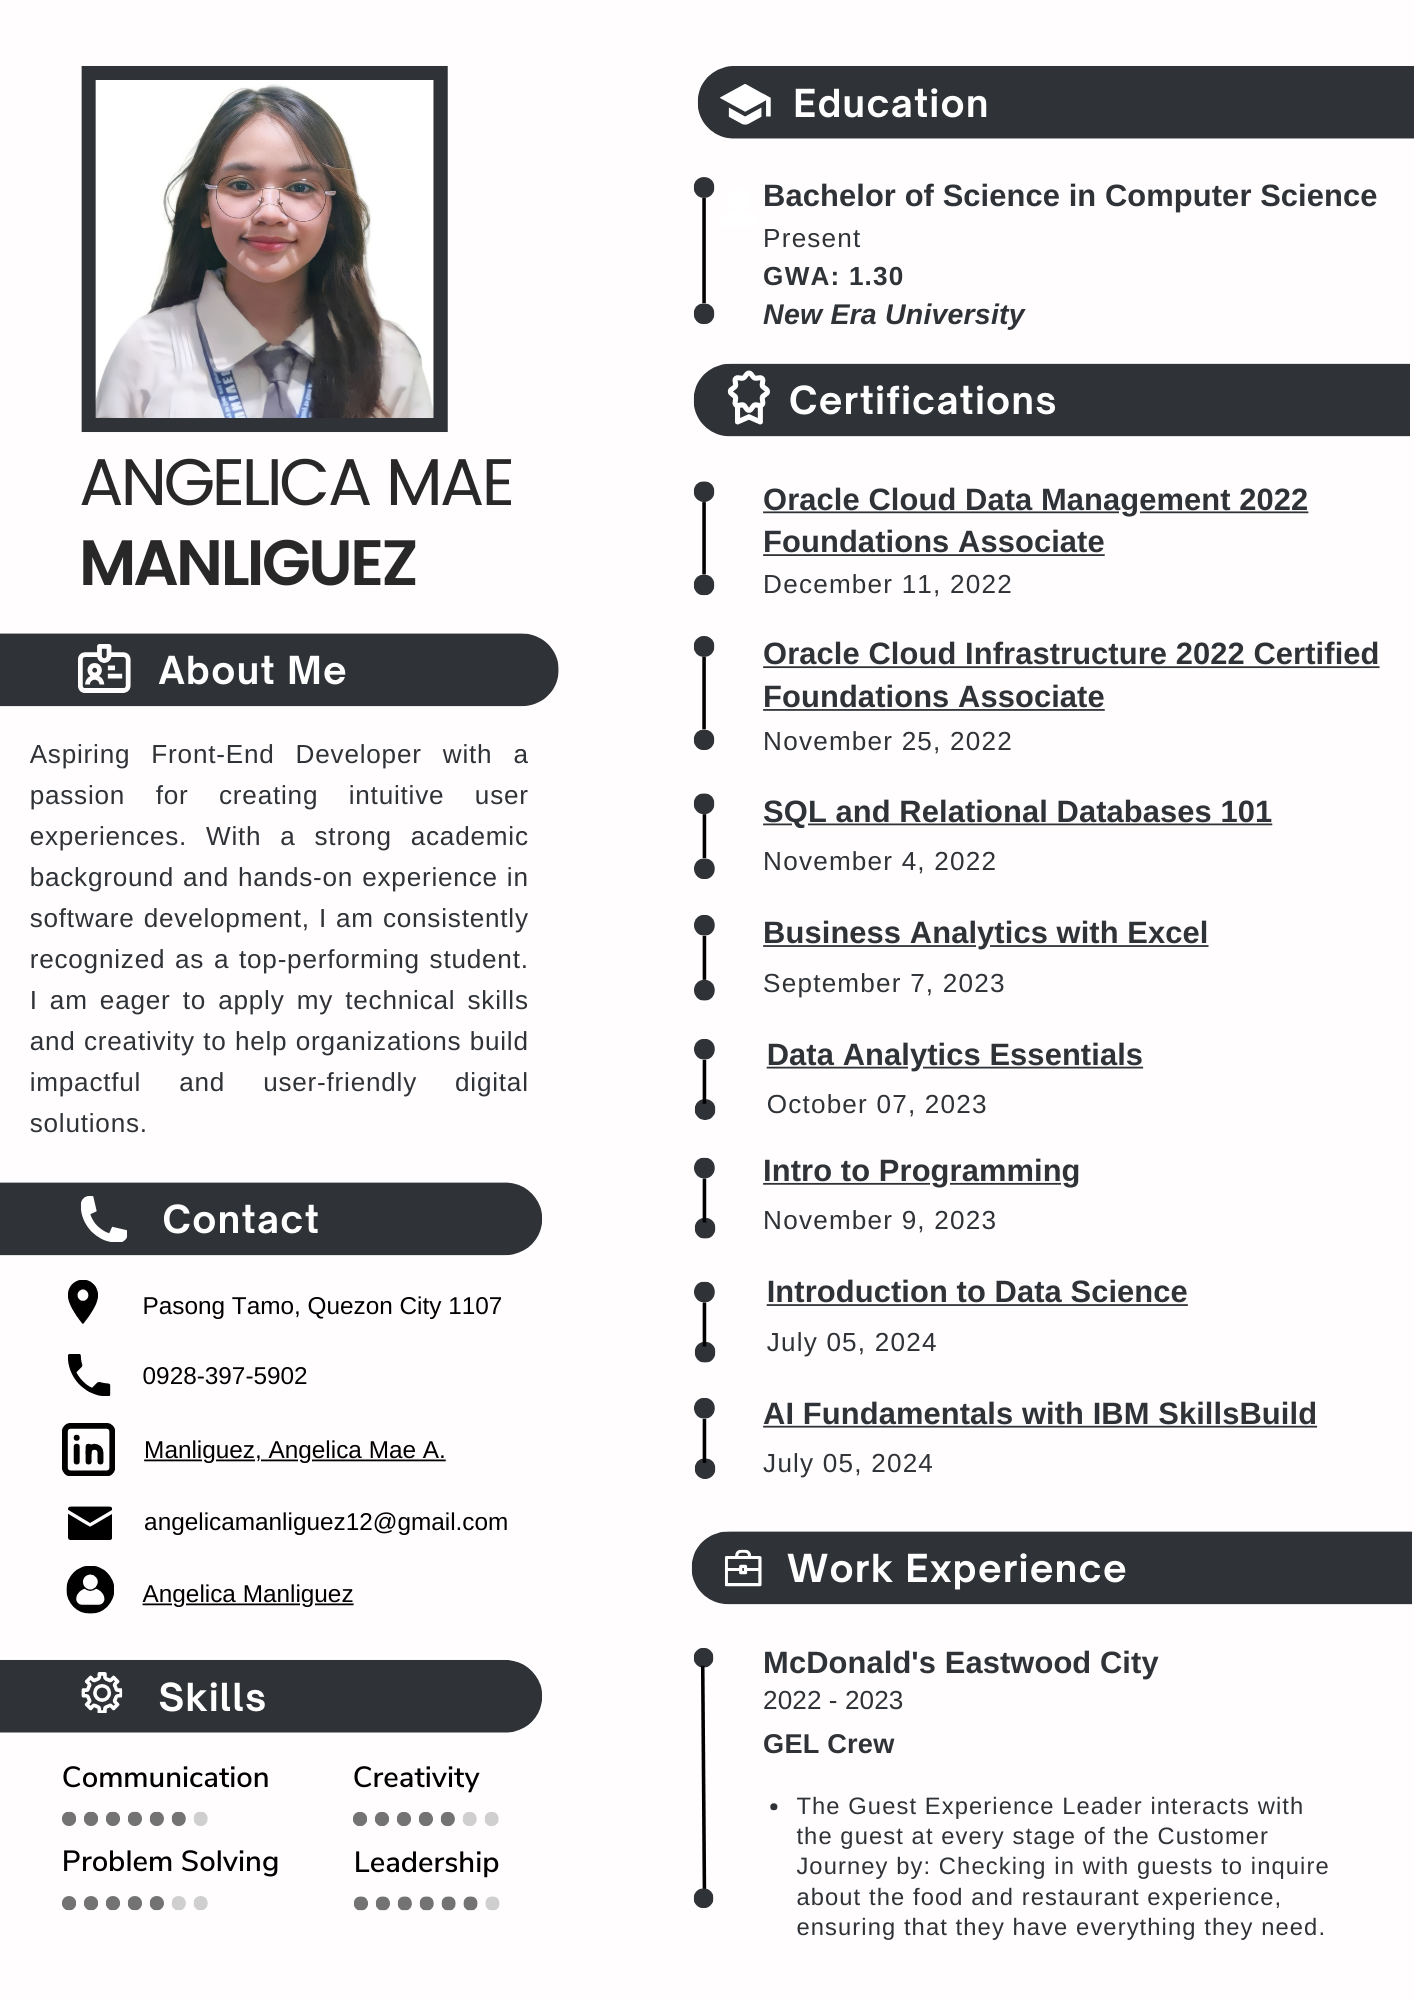 ANGELICA MAE
MANLIGUEZ
About Me
Aspiring Front-End Developer with a
passion for creating intuitive user
experiences. With a strong academic
background and hands-on experience in
software development, I am consistently
recognized as a top-performing student.
I am eager to apply my technical skills
and creativity to help organizations build
impactful and user-friendly digital
solutions.
Contact
Pasong Tamo, Quezon City 1107
0928-397-5902
in
Manliguez, Angelica Mae A.
angelicamanliguez12@gmail.com
Angelica Manliguez
Skills
Communication
Creativity
Problem Solving
Leadership
Education
Bachelor of Science in Computer Science
Present
GWA: 1.30
New Era University
Certifications
Oracle Cloud Data Management 2022
Foundations Associate
December 11, 2022
Oracle Cloud Infrastructure 2022 Certified
Foundations Associate
November 25, 2022
SQL and Relational Databases 101
November 4, 2022
Business Analytics with Excel
September 7, 2023
Data Analytics Essentials
October 07, 2023
Intro to Programming
November 9, 2023
Introduction to Data Science
July 05, 2024
AI Fundamentals with IBM SkillsBuild
July 05, 2024
Work Experience
McDonald's Eastwood City
2022 - 2023
GEL Crew
• The Guest Experience Leader interacts with
the guest at every stage of the Customer
Journey by: Checking in with guests to inquire
about the food and restaurant experience,
ensuring that they have everything they need.